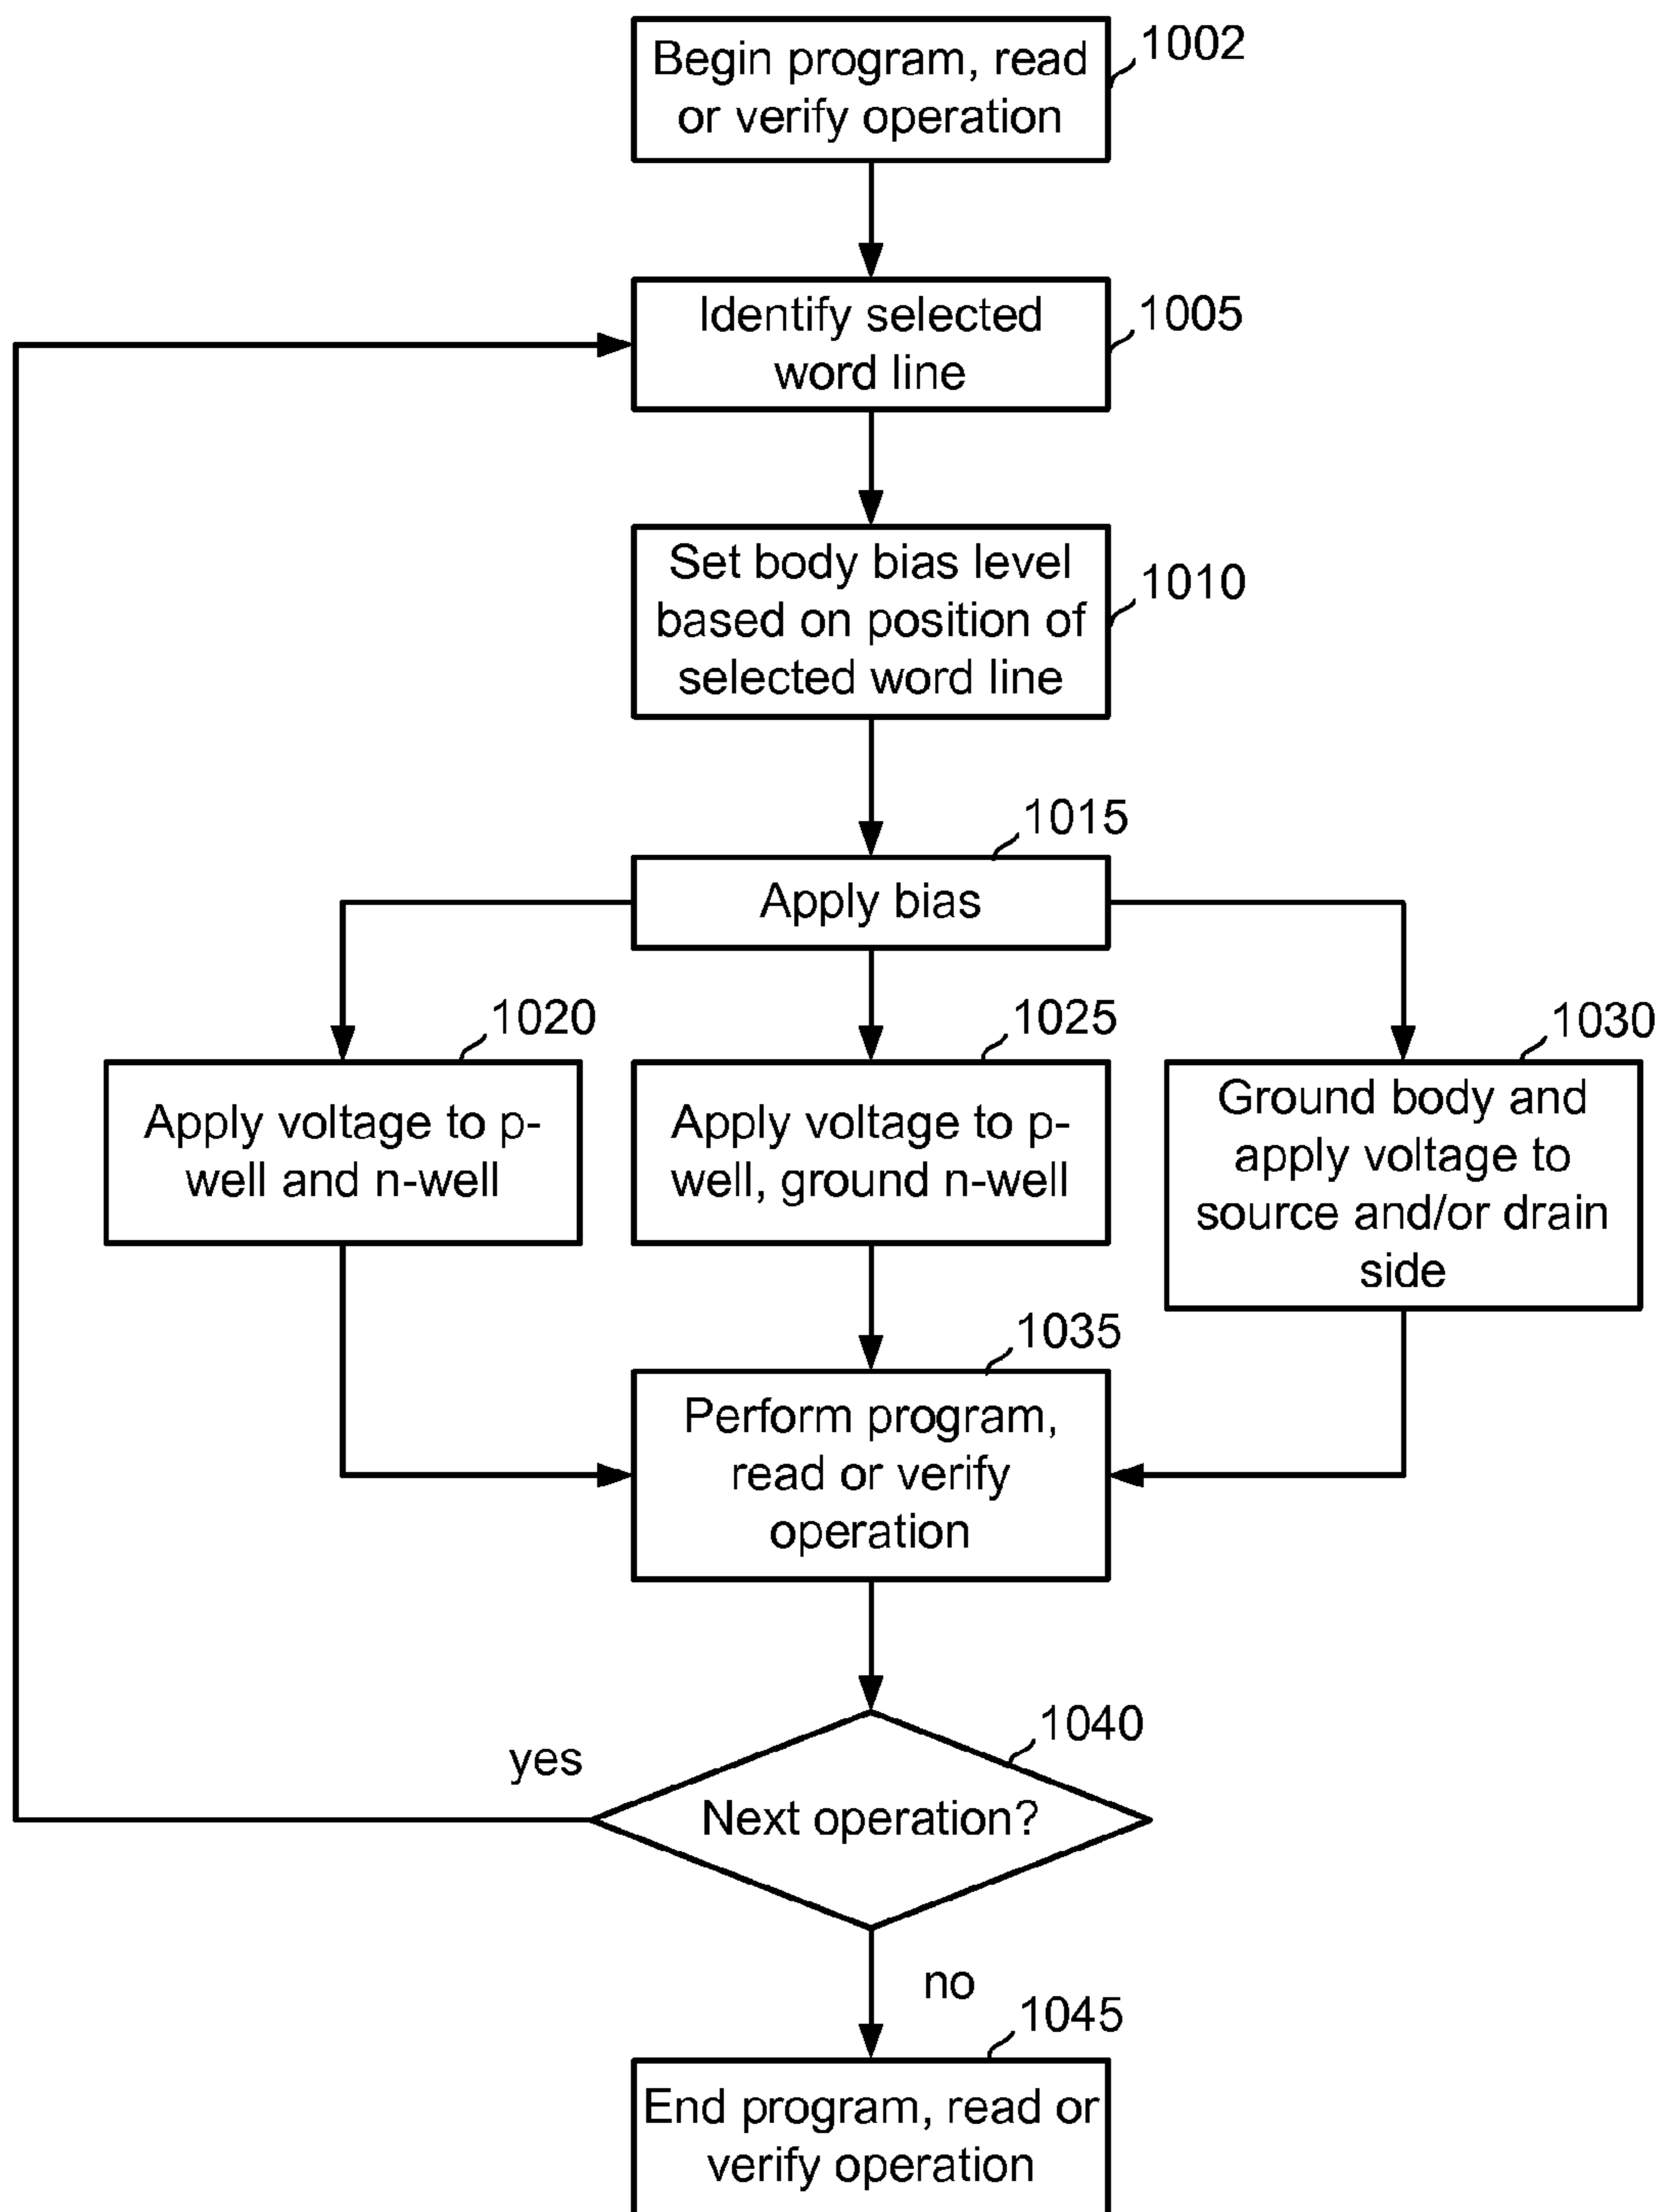 Begin program, read
or verify operation
1002
Identify selected
word line
1005
Set body bias level
based on position of
selected word line
1010
1015
Apply bias
1020
Apply voltage to p-
well and n-well
1025
Apply voltage to p-
well, ground n-well
1030
Ground body and
apply voltage to
source and/or drain
side
1035
Perform program,
read or verify
operation
1040
yes
Next operation?
no
1045
End program, read or
verify operation